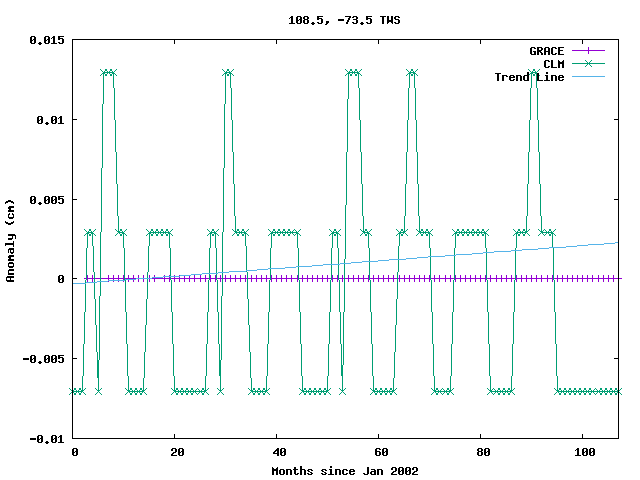 108.5, -73.5 TWS
GRACE
CLM
Trend Line
0.015
0.01
0.005
0
-0.005
-0.01
Anomaly (cm)
0 20 40 60 80 100
Months since Jan 2002